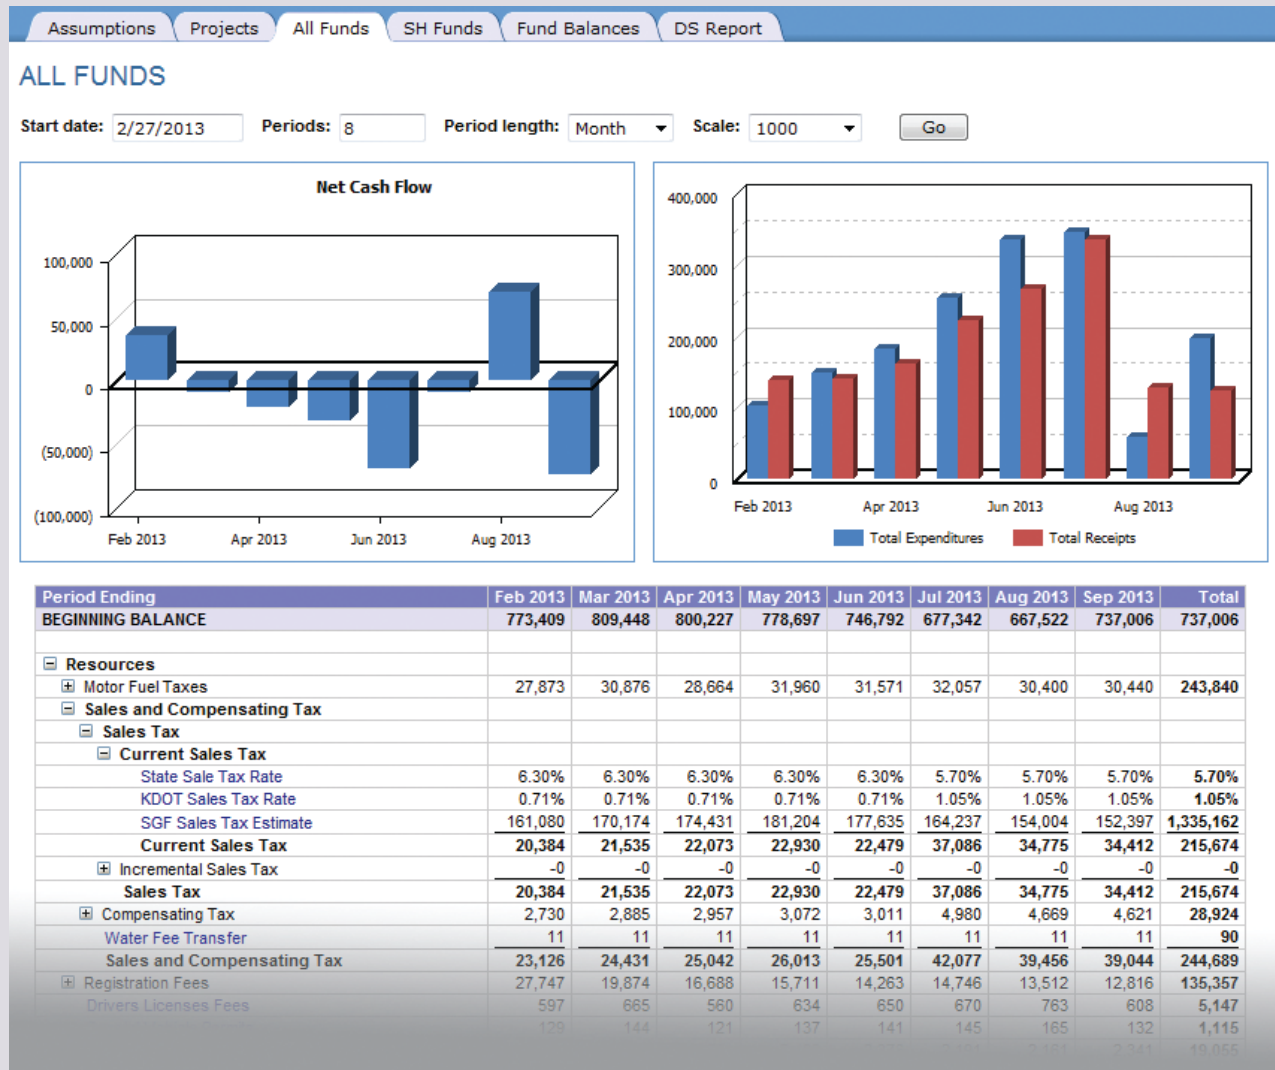 Assumptions Projects All Funds SH Funds Fund Balances DS Report
ALL FUNDS
Start date: 2/27/2013 Periods: 8 Period length: Month Scale: 1000 Go
Net Cash Flow
100,000
50,000
0
(50,000)
(100,000)
Feb 2013 Apr 2013 Jun 2013 Aug 2013
400,000
300,000
200,000
100,000
0
Feb 2013 Apr 2013 Jun 2013 Aug 2013
Total Expenditures Total Receipts
Period Ending Feb 2013 Mar 2013 Apr 2013 May 2013 Jun 2013 Jul 2013 Aug 2013 Sep 2013 Total
BEGINNING BALANCE 773,409 809,448 800,227 778,697 746,792 677,342 667,522 737,006 737,006
Resources
Motor Fuel Taxes 27,873 30,876 28,664 31,960 31,571 32,057 30,400 30,440 243,840
Sales and Compensating Tax
Sales Tax
Current Sales Tax
State Sale Tax Rate 6.30% 6.30% 6.30% 6.30% 6.30% 5.70% 5.70% 5.70% 5.70%
KDOT Sales Tax Rate 0.71% 0.71% 0.71% 0.71% 0.71% 1.05% 1.05% 1.05% 1.05%
SGF Sales Tax Estimate 161,080 170,174 174,431 181,204 177,635 164,237 154,004 152,397 1,335,162
Current Sales Tax 20,384 21,535 22,073 22,930 22,479 37,086 34,775 34,412 215,674
Incremental Sales Tax -0 -0 -0 -0 -0 -0 -0 -0 -0
Sales Tax 20,384 21,535 22,073 22,930 22,479 37,086 34,775 34,412 215,674
Compensating Tax 2,730 2,885 2,957 3,072 3,011 4,980 4,669 4,621 28,924
Water Fee Transfer 11 11 11 11 11 11 11 11 90
Sales and Compensating Tax 23,126 24,431 25,042 26,013 25,501 42,077 39,456 39,044 244,689
Registration Fees 27,747 19,874 16,688 15,711 14,263 14,746 13,512 12,816 135,357
Drivers Licenses Fees 597 665 560 634 650 670 763 608 5,147
129 144 121 137 141 145 165 132 1,115
19,055